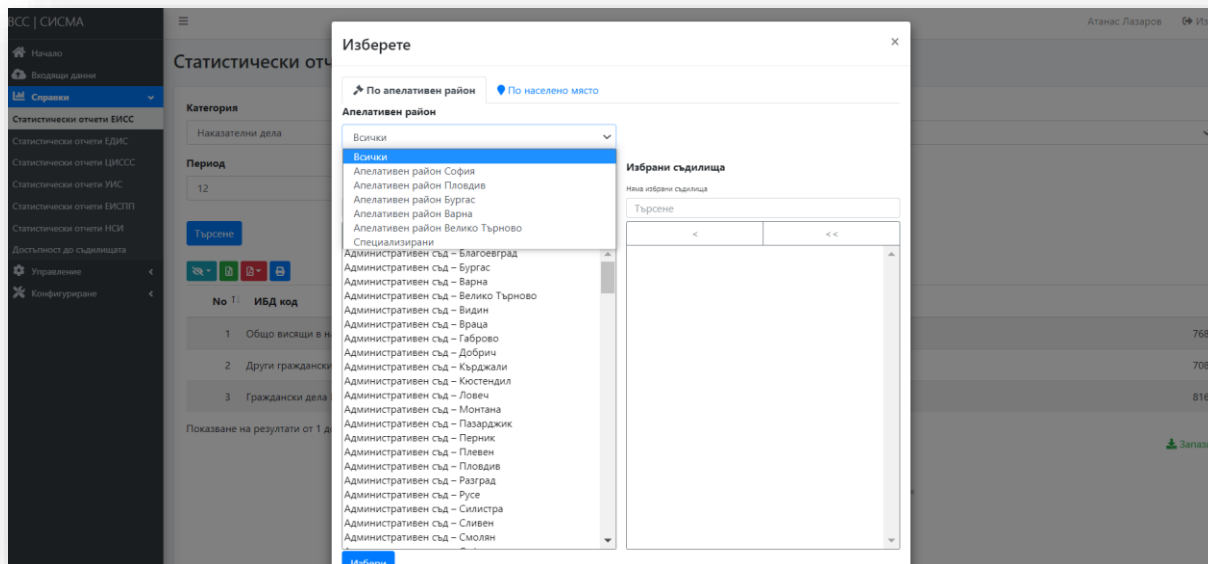 ВСС | СИСМА
Атанас Лазаров
Начало
Входящи данни
Справки
Статистически отчети ЕИСС
Статистически отчети ЕДИС
Статистически отчети ЦИССС
Статистически отчети УИС
Статистически отчети ЕИСПП
Статистически отчети НСИ
Достъпност до съдилищата
Управление
Конфигуриране
Статистически
Категория
Наказателни дела
Период
12
Търсене
No ИБД код
1 Общо висящи в
768
2 Други
708
3 Граждански дела
816
Показване на резултати от 1
Изберете
×
По апелативен район
По населено място
Апелативен район
Всички
Всички
Апелативен район София
Апелативен район Пловдив
Апелативен район Бургас
Апелативен район Варна
Апелативен район Велико Търново
Специализирани
Административен съд – Благоевград
Административен съд – Бургас
Административен съд – Варна
Административен съд – Велико Търново
Административен съд – Видин
Административен съд – Враца
Административен съд – Габрово
Административен съд – Добрич
Административен съд – Кърджали
Административен съд – Кюстендил
Административен съд – Ловеч
Административен съд – Монтана
Административен съд – Пазарджик
Административен съд – Перник
Административен съд – Плевен
Административен съд – Пловдив
Административен съд – Разград
Административен съд – Русе
Административен съд – Силистра
Административен съд – Сливен
Административен съд – Смолян
Избрани съдилища
Няма избрани съдилища
Търсене
< <<
Избери